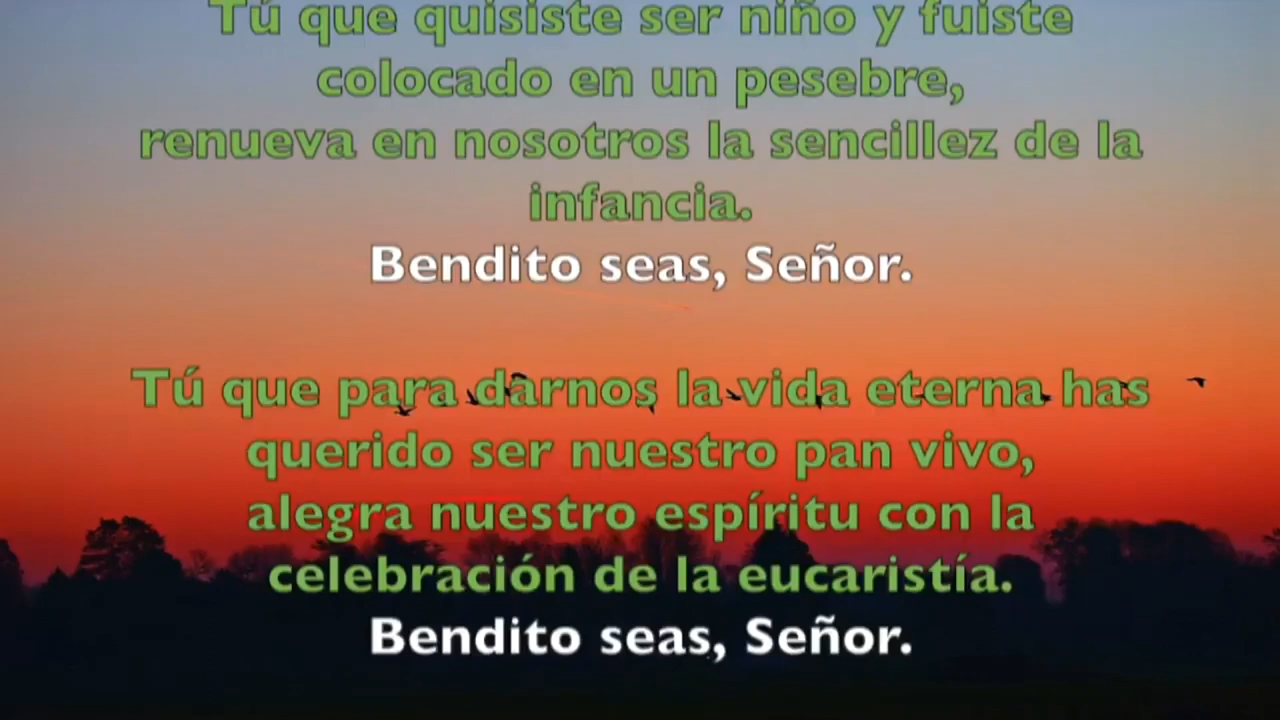 Tú que quisiste ser niño y fuiste
colocado en un pesebre,
renueva en nosotros la sencillez de la
infancia.
Bendito seas, Señor.
Tú que para darnos la vida eterna has
querido ser nuestro pan vivo,
alegra nuestro espíritu con la
celebración de la eucaristía.
Bendito seas, Señor.